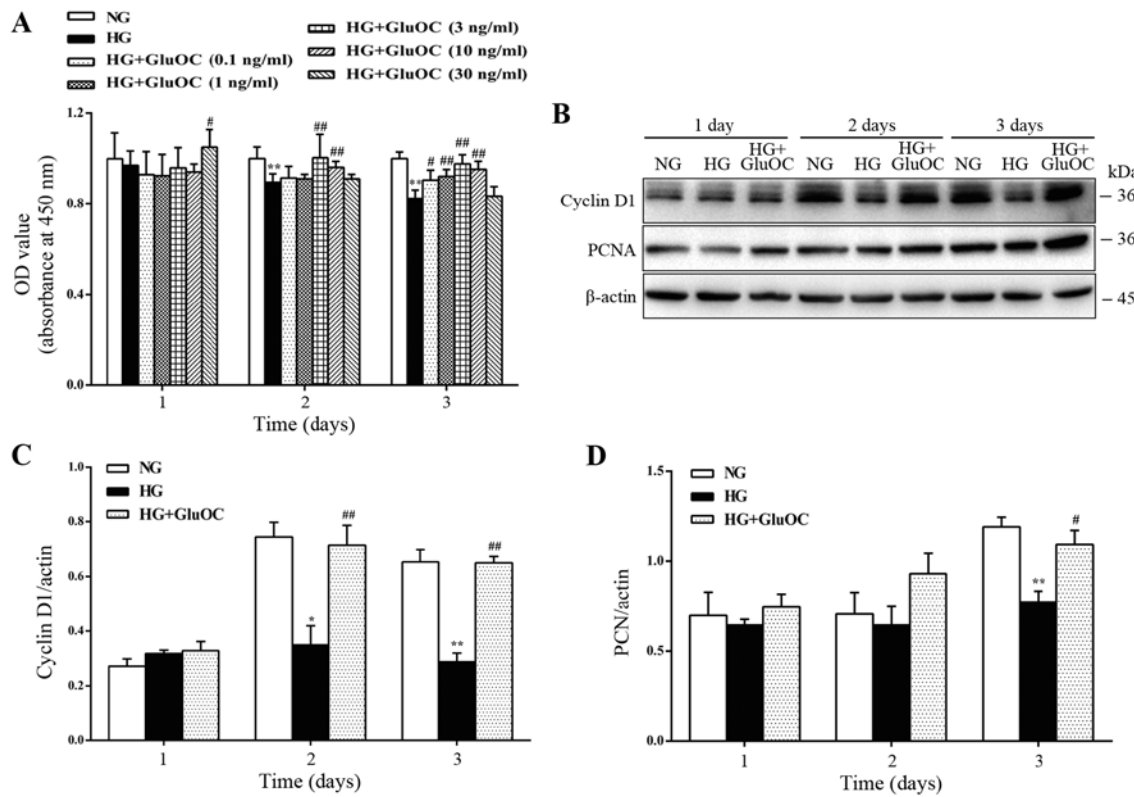 A
NG
HG
HG+GluOC (0.1 ng/ml)
HG+GluOC (1 ng/ml)
HG+GluOC (3 ng/ml)
HG+GluOC (10 ng/ml)
HG+GluOC (30 ng/ml)
OD value
(absorbance at 450 nm)
1.2
0.8
0.4
0.0
#
**
##
##
**
#
##
##
##
1
2
3
Time (days)
B
1 day
2 days
3 days
NG
HG
HG+
GluOC
NG
HG
HG+
GluOC
NG
HG
HG+
GluOC
kDa
Cyclin D1
– 36
PCNA
– 36
β-actin
– 45
C
NG
HG
HG+GluOC
Cyclin D1/actin
1.0
0.8
0.6
0.4
0.2
0.0
*
##
**
##
1
2
3
Time (days)
D
NG
HG
HG+GluOC
PCN/actin
1.5
1.0
0.5
0.0
**
#
1
2
3
Time (days)